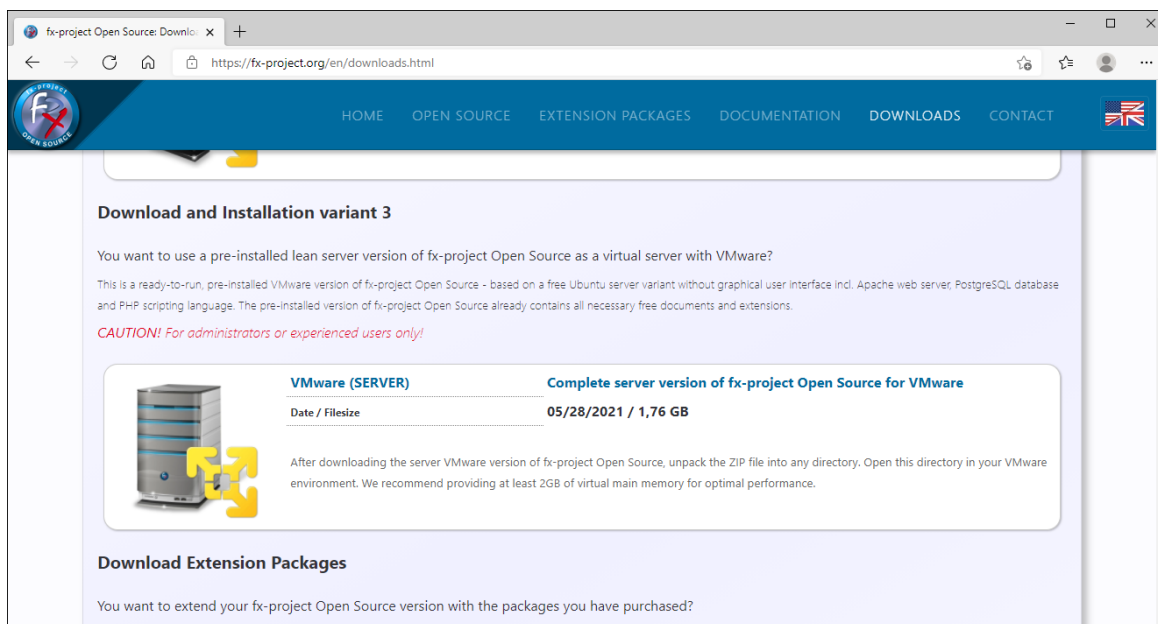 fx-project Open Source: Downlo
https://fx-project.org/en/downloads.html
fx-project
fx
OPEN SOURCE
HOME OPEN SOURCE EXTENSION PACKAGES DOCUMENTATION DOWNLOADS CONTACT
Download and Installation variant 3
You want to use a pre-installed lean server version of fx-project Open Source as a virtual server with VMware?
This is a ready-to-run, pre-installed VMware version of fx-project Open Source - based on a free Ubuntu server variant without graphical user interface incl. Apache web server, PostgreSQL database
and PHP scripting language. The pre-installed version of fx-project Open Source already contains all necessary free documents and extensions.
CAUTION! For administrators or experienced users only!
VMware (SERVER) Complete server version of fx-project Open Source for VMware
Date / Filesize 05/28/2021 / 1,76 GB
After downloading the server VMware version of fx-project Open Source, unpack the ZIP file into any directory. Open this directory in your VMware
environment. We recommend providing at least 2GB of virtual main memory for optimal performance.
Download Extension Packages
You want to extend your fx-project Open Source version with the packages you have purchased?